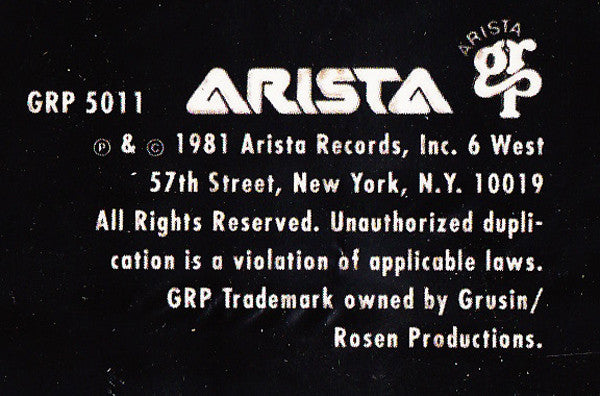 ARISTA
GRP 5011 ARISTA grp
℗ & © 1981 Arista Records, Inc. 6 West
57th Street, New York, N.Y. 10019
All Rights Reserved. Unauthorized dupli-
cation is a violation of applicable laws.
GRP Trademark owned by Grusin/
Rosen Productions.